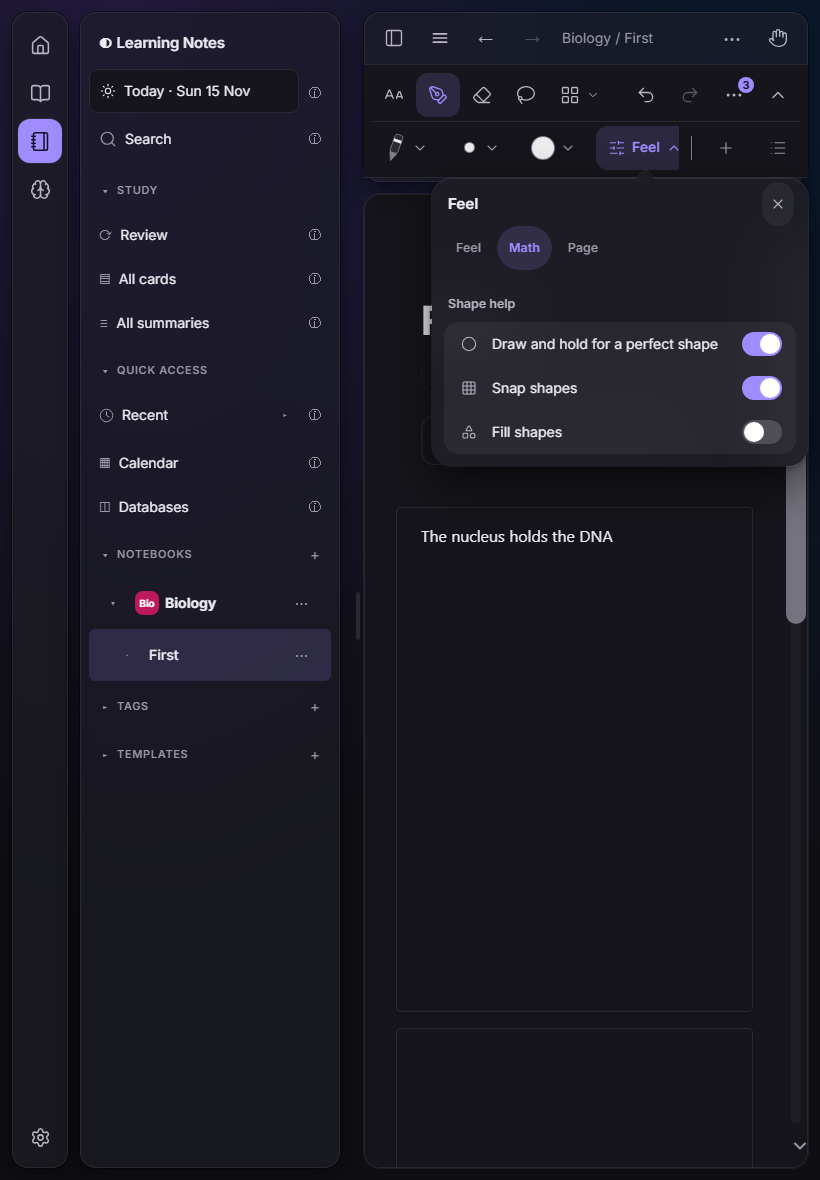 Learning Notes
Today · Sun 15 Nov
Search
STUDY
Review
All cards
All summaries
QUICK ACCESS
Recent
Calendar
Databases
NOTEBOOKS
Bio Biology
First
TAGS
TEMPLATES
Biology / First
AA
3
Feel
Feel
Feel Math Page
Shape help
Draw and hold for a perfect shape
Snap shapes
Fill shapes
The nucleus holds the DNA